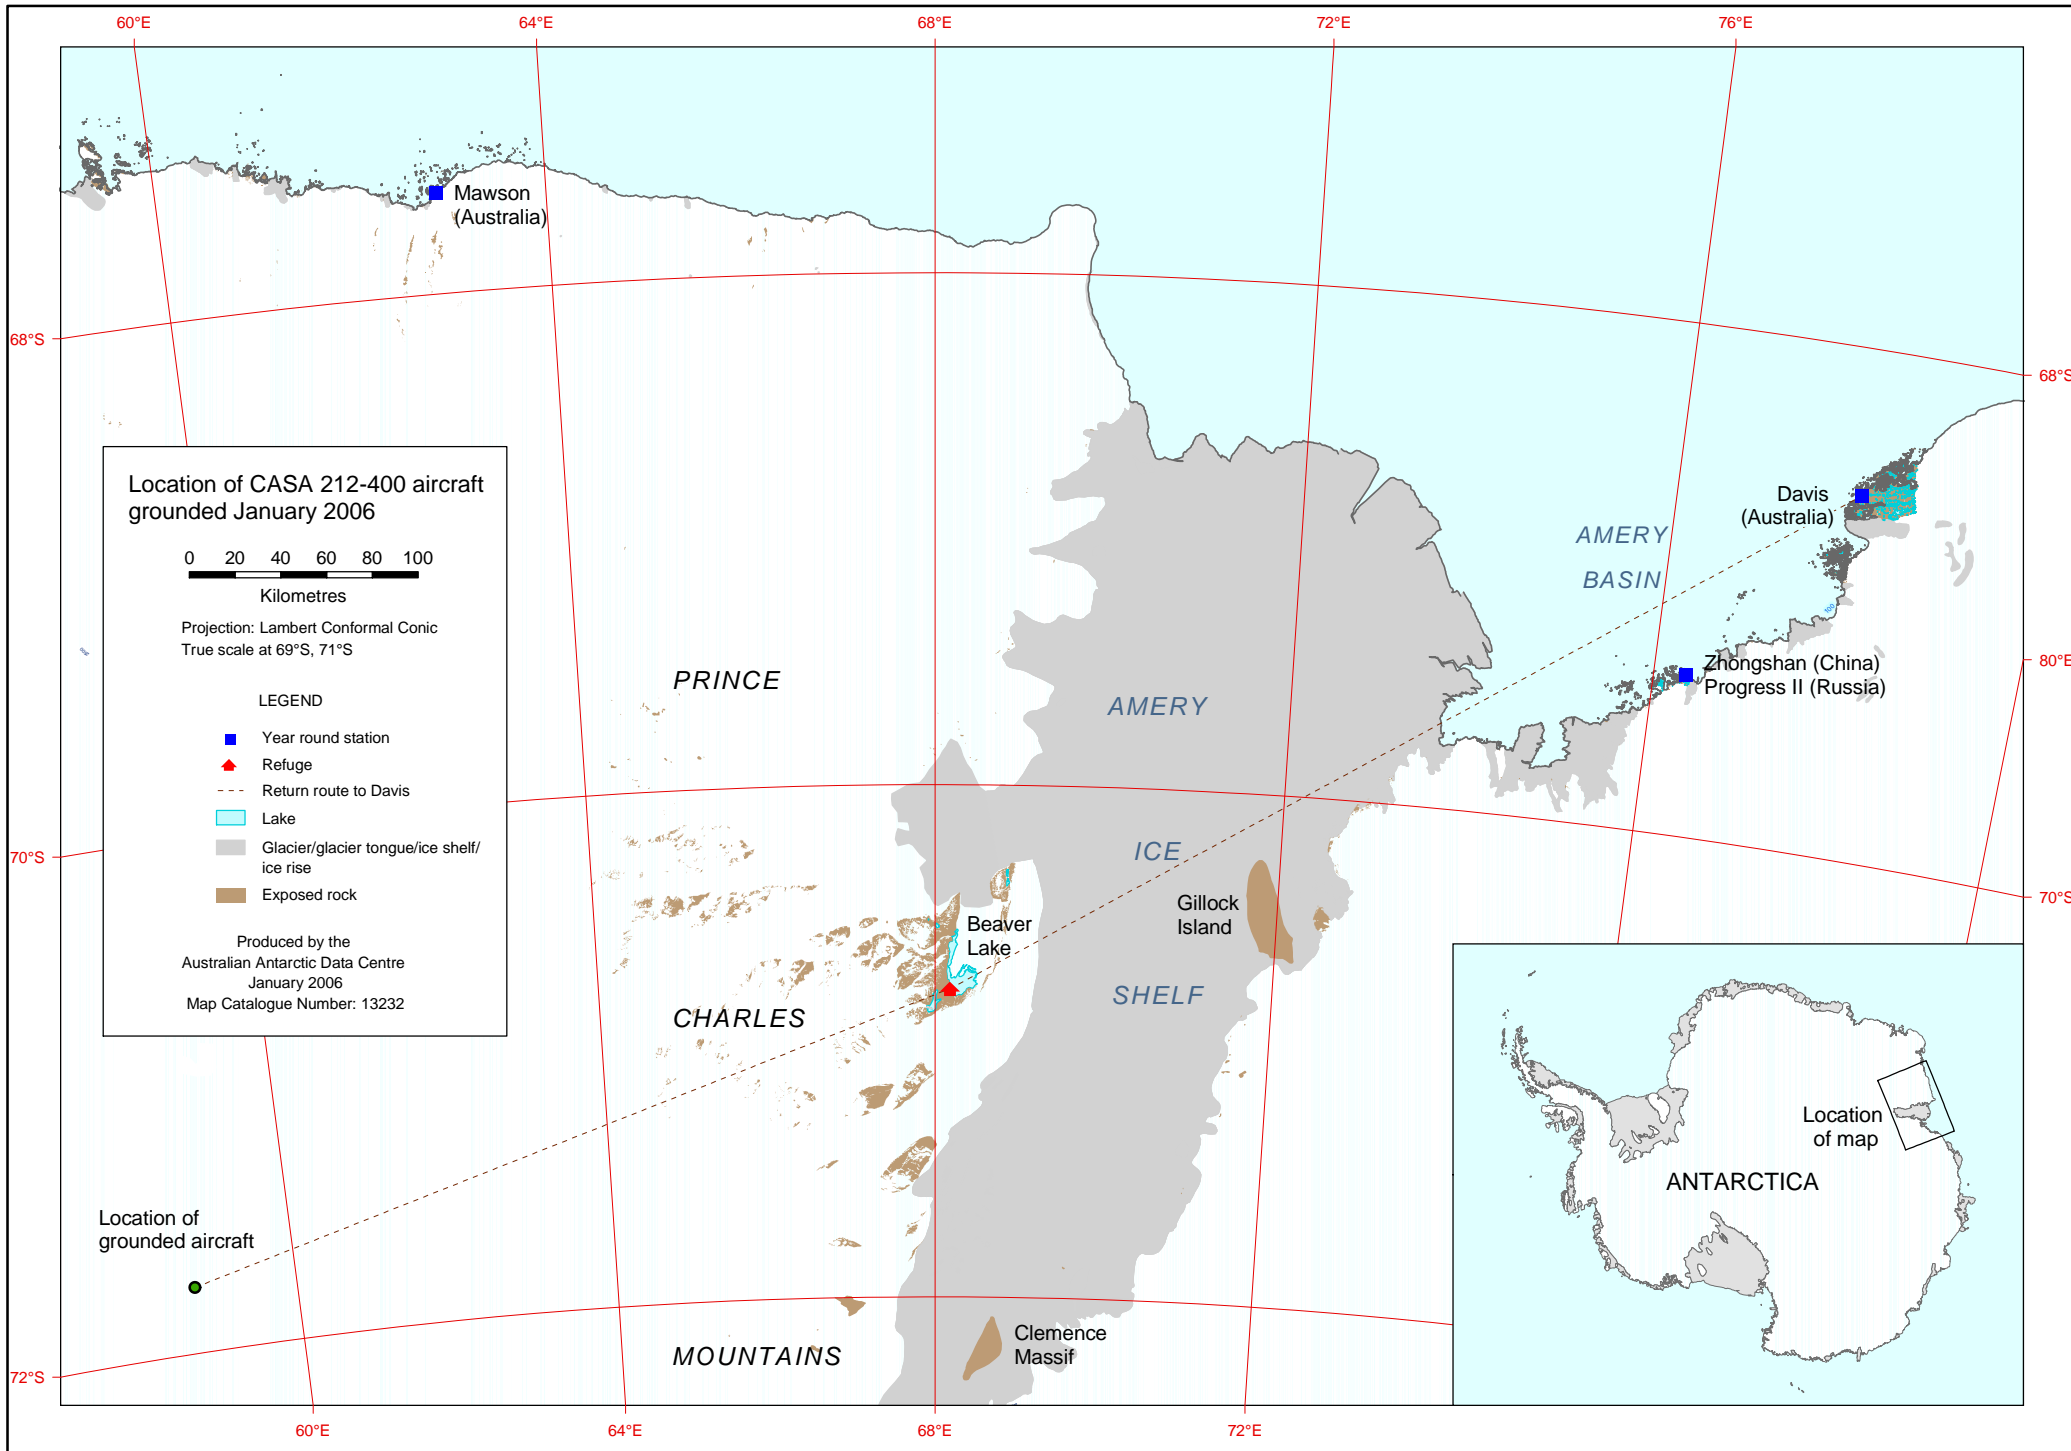 60°E
64°E
68°E
72°E
76°E
Mawson
(Australia)
68°S
68°S
Location of CASA 212-400 aircraft
grounded January 2006
0 20 40 60 80 100
Kilometres
Projection: Lambert Conformal Conic
True scale at 69°S, 71°S
LEGEND
Year round station
Refuge
Return route to Davis
Lake
Glacier/glacier tongue/ice shelf/
ice rise
Exposed rock
Produced by the
Australian Antarctic Data Centre
January 2006
Map Catalogue Number: 13232
Davis
(Australia)
AMERY
BASIN
100
Zhongshan (China)
Progress II (Russia)
80°E
PRINCE
AMERY
70°S
ICE
Gillock
Island
70°S
Beaver
Lake
SHELF
CHARLES
Location
of map
ANTARCTICA
Location of
grounded aircraft
Clemence
Massif
MOUNTAINS
72°S
60°E
64°E
68°E
72°E